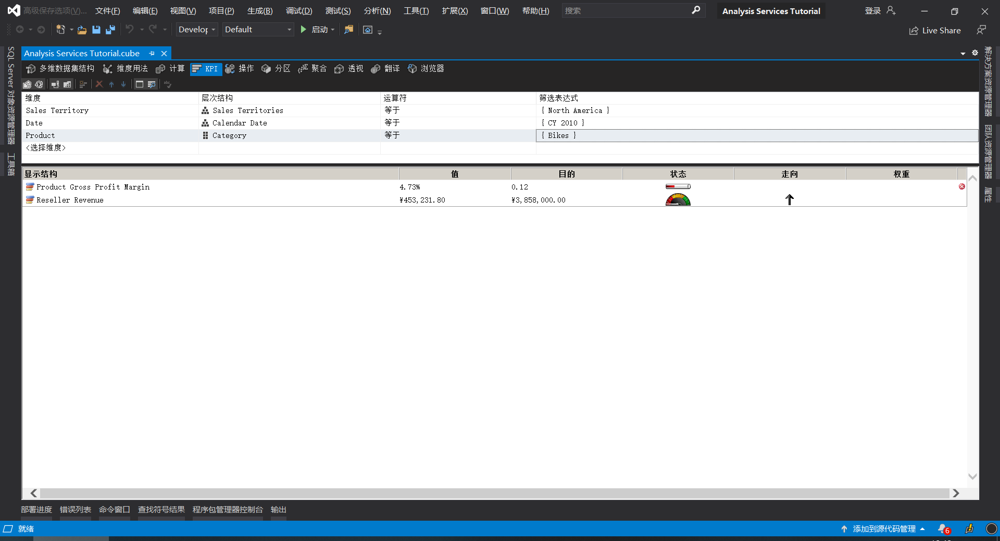 高级保存选项(V)... 文件(F) 编辑(E) 视图(V) 项目(P) 生成(B) 调试(D) 测试(S) 分析(N) 工具(T) 扩展(X) 窗口(W) 帮助(H) 搜索 Analysis Services Tutorial 登录
Develop Default 启动 Live Share
Analysis Services Tutorial.cube
多维数据集结构 维度用法 计算 KPI 操作 分区 聚合 透视 翻译 浏览器
abc
维度 层次结构 运算符 筛选表达式
Sales Territory Sales Territories 等于 { North America }
Date Calendar Date 等于 { CY 2010 }
Product Category 等于 { Bikes }
<选择维度>
显示结构 值 目的 状态 走向 权重
Product Gross Profit Margin 4.73% 0.12
Reseller Revenue ¥453,231.80 ¥3,858,000.00
SQL Server 对象资源管理器
工具箱
解决方案资源管理器
团队资源管理器
属性
部署进度 错误列表 命令窗口 查找符号结果 程序包管理器控制台 输出
就绪 添加到源代码管理 6